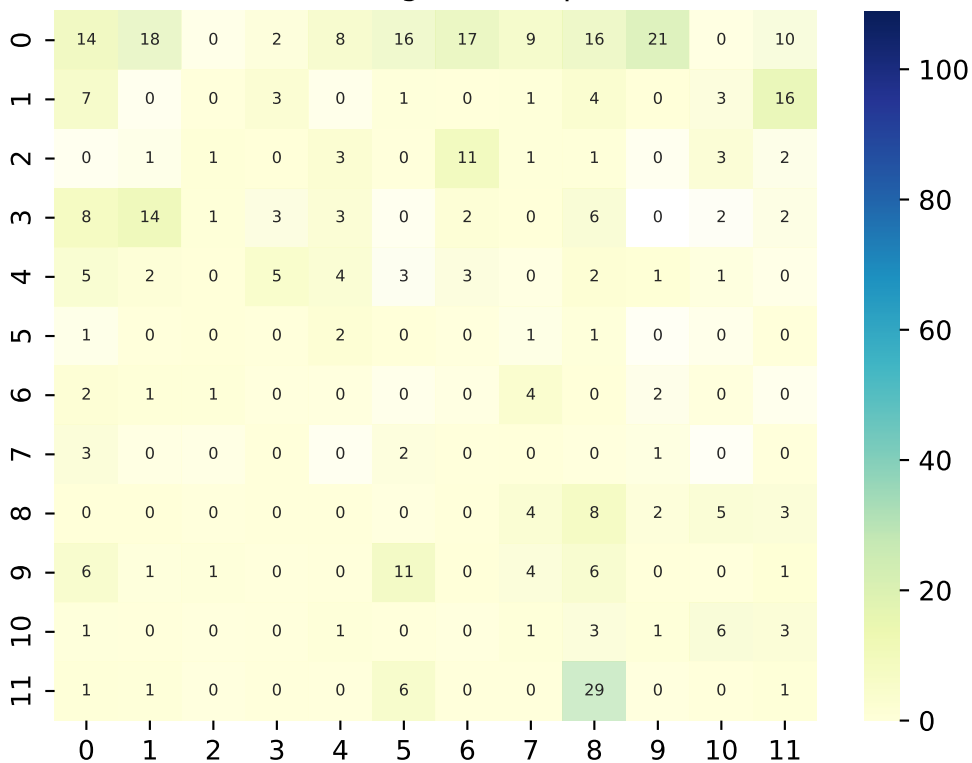 0 14 18 0 2 8 16 17 9 16 21 0 10
1 7 0 0 3 0 1 0 1 4 0 3 16
2 0 1 1 0 3 0 11 1 1 0 3 2
3 8 14 1 3 3 0 2 0 6 0 2 2
4 5 2 0 5 4 3 3 0 2 1 1 0
5 1 0 0 0 2 0 0 1 1 0 0 0
6 2 1 1 0 0 0 0 4 0 2 0 0
7 3 0 0 0 0 2 0 0 0 1 0 0
8 0 0 0 0 0 0 0 4 8 2 5 3
9 6 1 1 0 0 11 0 4 6 0 0 1
10 1 0 0 0 1 0 0 1 3 1 6 3
11 1 1 0 0 0 6 0 0 29 0 0 1
0 1 2 3 4 5 6 7 8 9 10 11
100
80
60
40
20
0